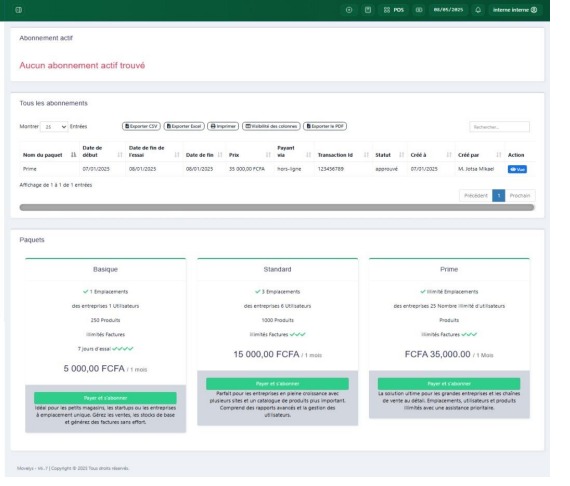 POS
08/05/2025
interne interne
Abonnement actif
Aucun abonnement actif trouvé
Tous les abonnements
Montrer 25 Entrées
Exporter CSV
Exporter Excel
Imprimer
Visibilité des colonnes
Exporter le PDF
Rechercher...
Nom du paquet
Date de début
Date de fin de l'essai
Date de fin
Prix
Payant via
Transaction Id
Statut
Créé à
Créé par
Action
Prime 07/01/2025 08/01/2025 08/01/2025 35 000,00 FCFA hors-ligne 123456789 approuvé 07/01/2025 M. Jotsa Mikael Vue
Affichage de 1 à 1 de 1 entrées
Précédent 1 Prochain
Paquets
Basique
1 Emplacements
des entreprises 1 Utilisateurs
250 Produits
Illimités Factures
7 Jours d'essai
5 000,00 FCFA / 1 mois
Payer et s'abonner
Idéal pour les petits magasins, les startups ou les entreprises
à emplacement unique. Gérez les ventes, les stocks de base
et générez des factures sans effort.
Standard
3 Emplacements
des entreprises 6 Utilisateurs
1000 Produits
Illimités Factures
15 000,00 FCFA / 1 mois
Payer et s'abonner
Parfait pour les entreprises en pleine croissance avec
plusieurs sites et un catalogue de produits plus important.
Comprend des rapports avancés et la gestion des
utilisateurs.
Prime
Illimité Emplacements
des entreprises 25 Nombre illimité d'utilisateurs
Produits
Illimités Factures
FCFA 35,000.00 / 1 Mois
Payer et s'abonner
La solution ultime pour les grandes entreprises et les chaînes
de vente au détail. Emplacements, utilisateurs et produits
illimités avec une assistance prioritaire.
| Copyright © 2025 Tous droits réservés.